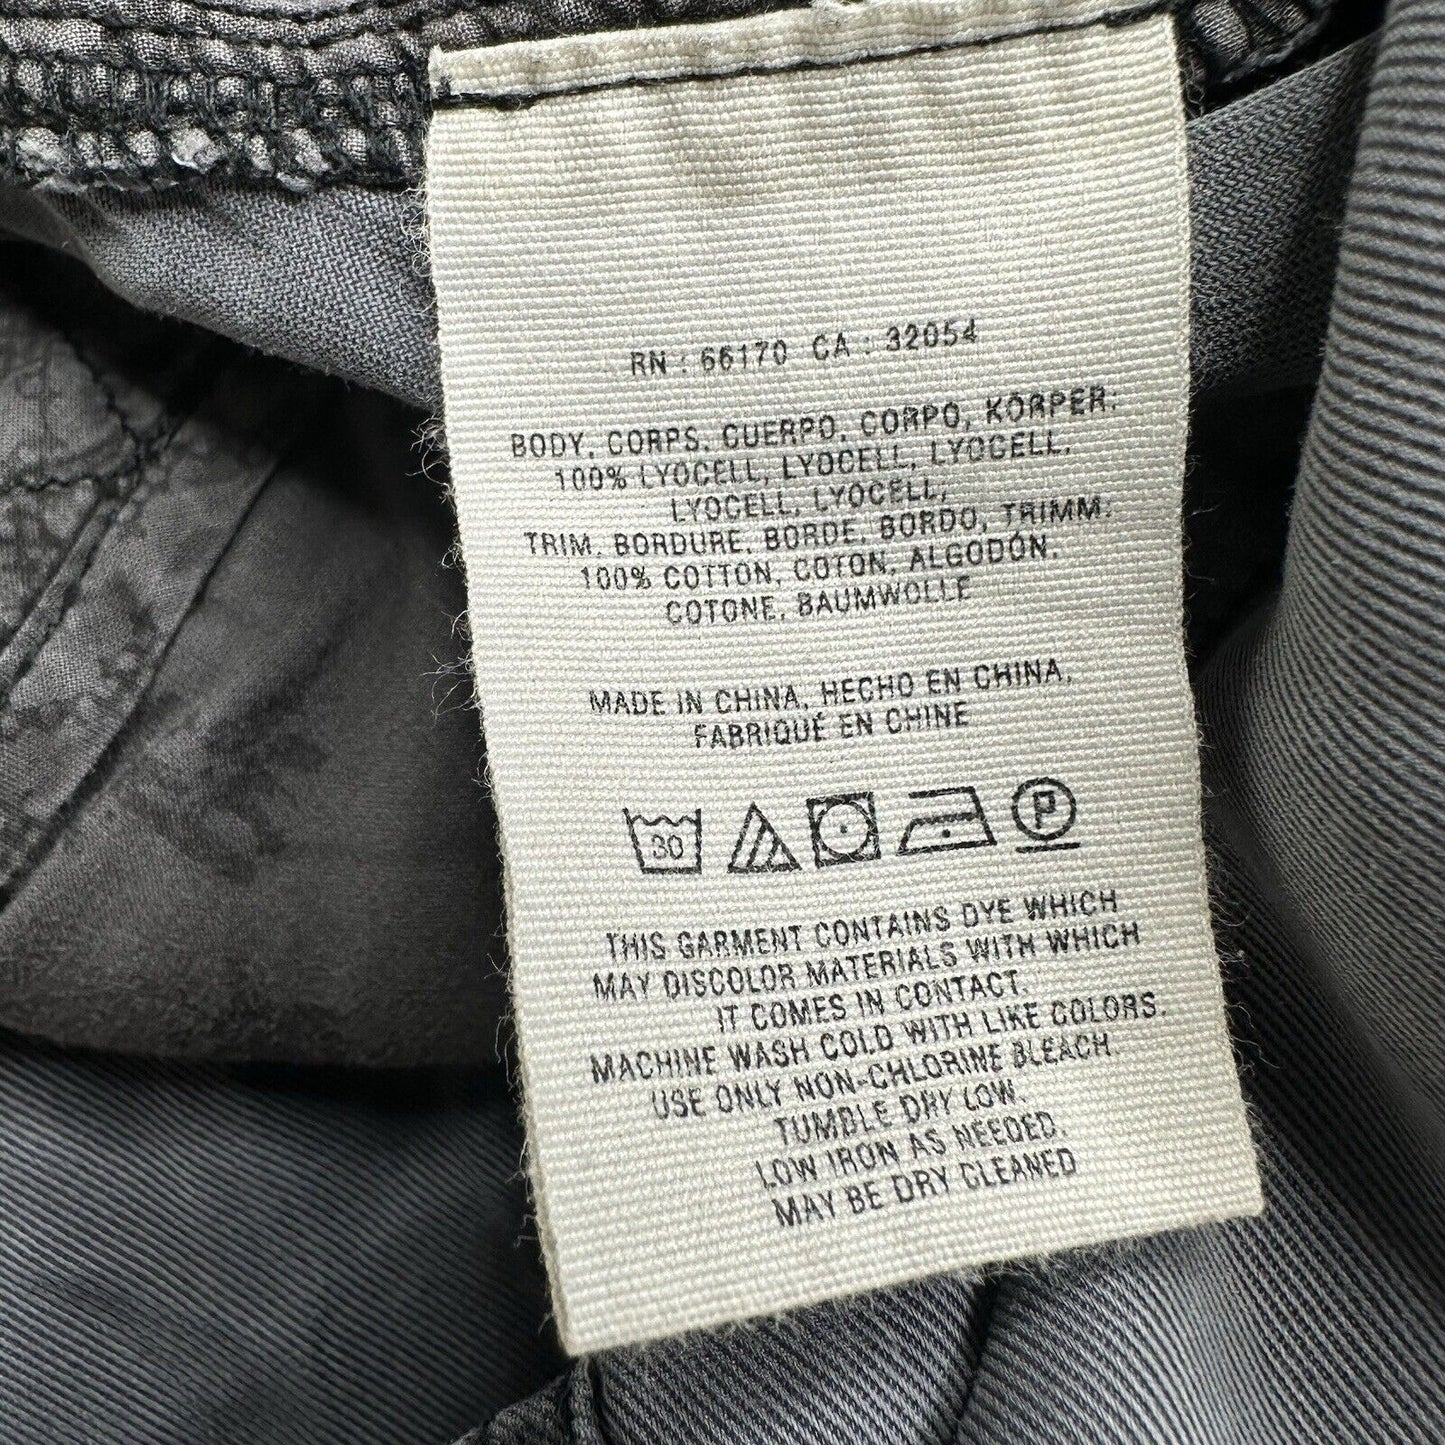 RN : 66170 CA : 32054
BODY, CORPS, CUERPO, CORPO, KÖRPER:
100% LYOCELL, LYOCELL, LYOCELL,
LYOCELL, LYOCELL,
TRIM, BORDURE, BORDE, BORDO, TRIMM:
100% COTTON, COTON, ALGODÓN,
COTONE, BAUMWOLLE
MADE IN CHINA, HECHO EN CHINA,
FABRIQUÉ EN CHINE
30 P
THIS GARMENT CONTAINS DYE WHICH
MAY DISCOLOR MATERIALS WITH WHICH
IT COMES IN CONTACT.
MACHINE WASH COLD WITH LIKE COLORS.
USE ONLY NON-CHLORINE BLEACH.
TUMBLE DRY LOW.
LOW IRON AS NEEDED.
MAY BE DRY CLEANED